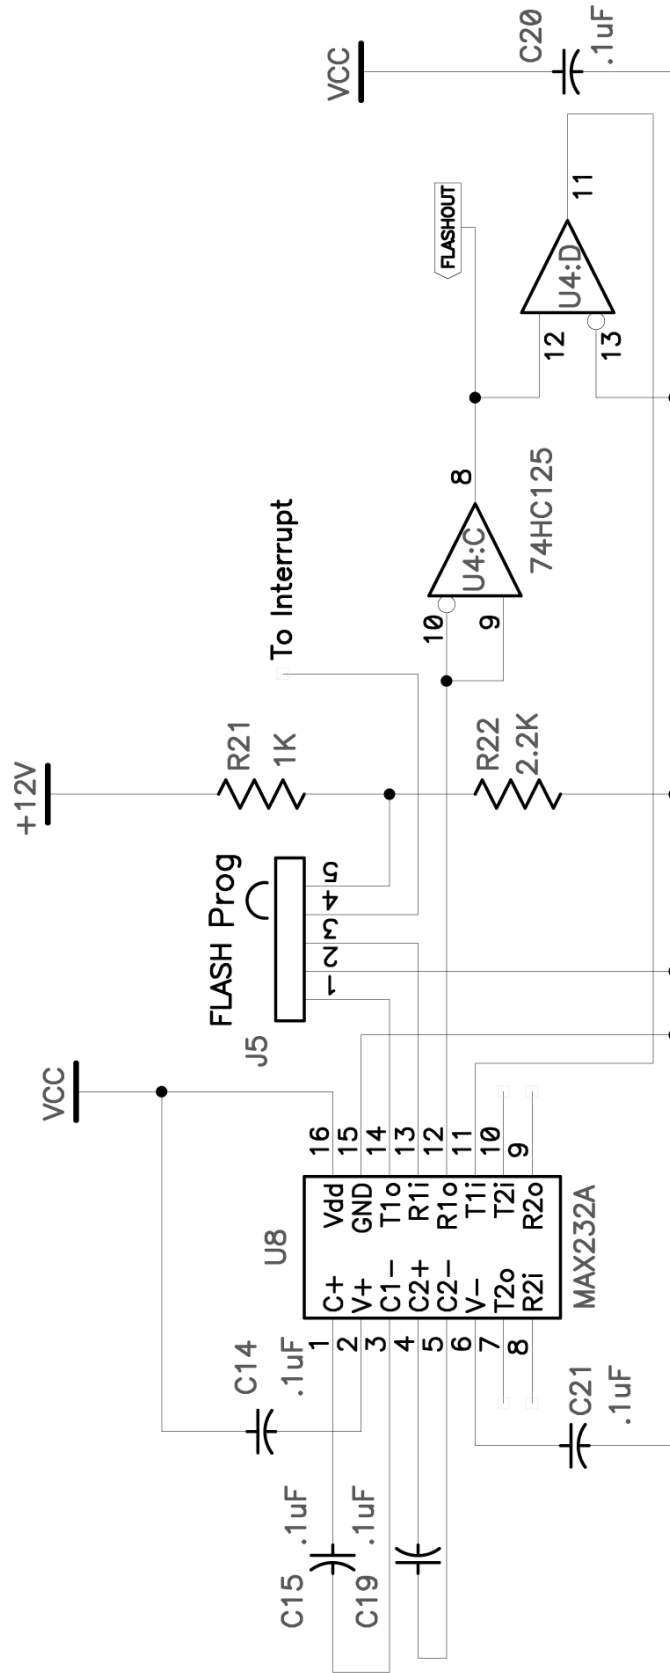 VCC
C20
.1uF
FLASHOUT
11
U4:D
12
13
8
U4:C
74HC125
10
9
To Interrupt
+12V
R21
1K
R22
2.2K
FLASH Prog
J5
1
2
3
4
5
VCC
U8
MAX232A
16
15
14
13
12
11
10
9
Vdd
GND
T1o
R1i
R1o
T1i
T2i
R2o
C+
V+
C1-
C2+
C2-
V-
T2o
R2i
1
2
3
4
5
6
7
8
C14
.1uF
C21
.1uF
C15
.1uF
C19
.1uF